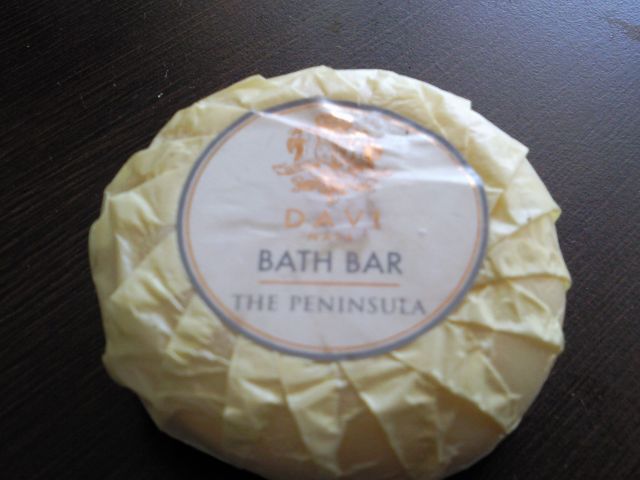 DAVI
BATH BAR
THE PENINSULA